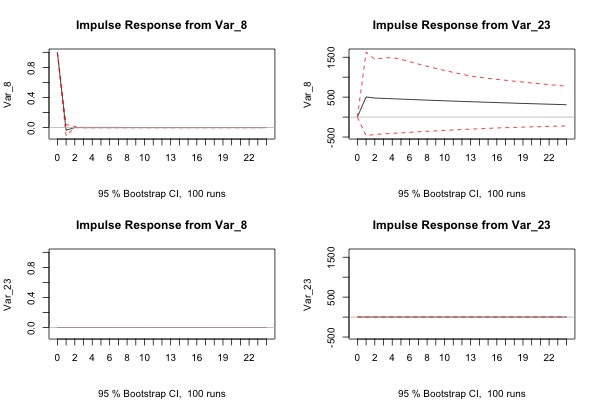 Impulse Response from Var_8
Var_8
0.0 0.4 0.8
0 2 4 6 8 10 13 16 19 22
95 % Bootstrap CI, 100 runs
Impulse Response from Var_23
Var_8
-500 500 1500
0 2 4 6 8 10 13 16 19 22
95 % Bootstrap CI, 100 runs
Impulse Response from Var_8
Var_23
0.0 0.4 0.8
0 2 4 6 8 10 13 16 19 22
95 % Bootstrap CI, 100 runs
Impulse Response from Var_23
Var_23
-500 500 1500
0 2 4 6 8 10 13 16 19 22
95 % Bootstrap CI, 100 runs